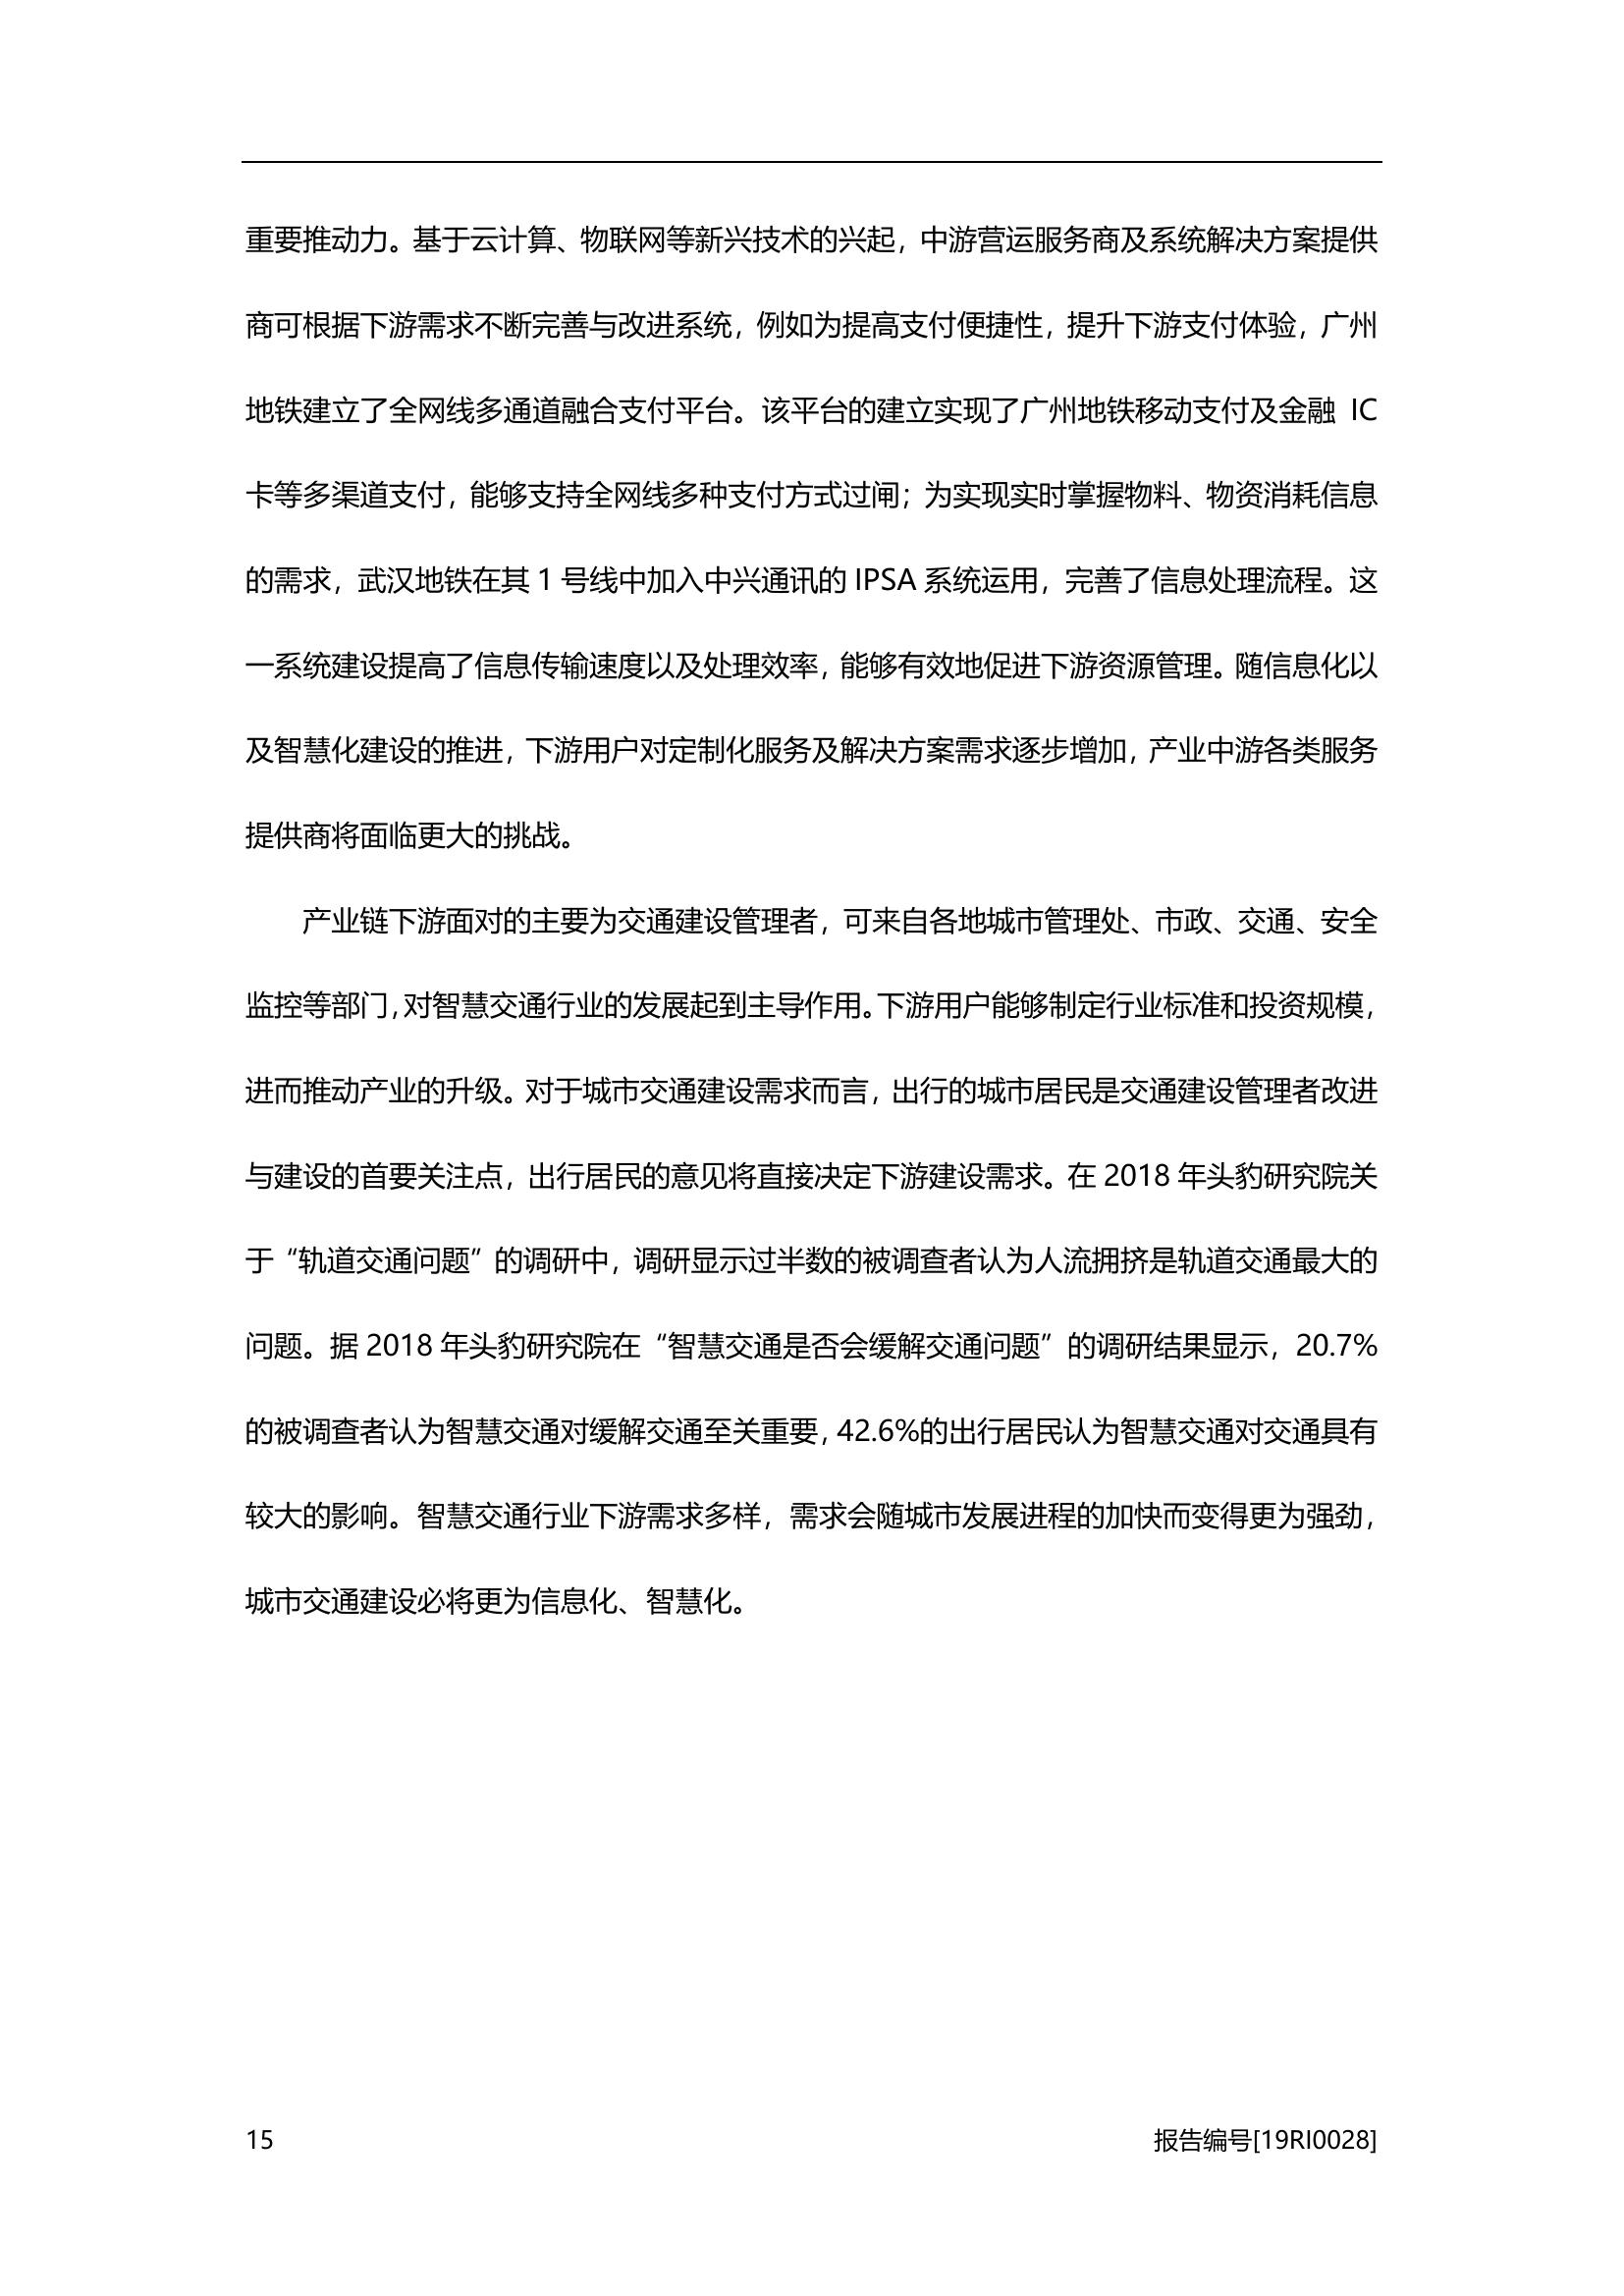 重要推动力。基于云计算、物联网等新兴技术的兴起，中游营运服务商及系统解决方案提供
商可根据下游需求不断完善与改进系统，例如为提高支付便捷性，提升下游支付体验，广州
地铁建立了全网线多通道融合支付平台。该平台的建立实现了广州地铁移动支付及金融 IC
卡等多渠道支付，能够支持全网线多种支付方式过闸；为实现实时掌握物料、物资消耗信息
的需求，武汉地铁在其 1 号线中加入中兴通讯的 IPSA 系统运用，完善了信息处理流程。这
一系统建设提高了信息传输速度以及处理效率，能够有效地促进下游资源管理。随信息化以
及智慧化建设的推进，下游用户对定制化服务及解决方案需求逐步增加，产业中游各类服务
提供商将面临更大的挑战。
产业链下游面对的主要为交通建设管理者，可来自各地城市管理处、市政、交通、安全
监控等部门，对智慧交通行业的发展起到主导作用。下游用户能够制定行业标准和投资规模，
进而推动产业的升级。对于城市交通建设需求而言，出行的城市居民是交通建设管理者改进
与建设的首要关注点，出行居民的意见将直接决定下游建设需求。在 2018 年头豹研究院关
于“轨道交通问题”的调研中，调研显示过半数的被调查者认为人流拥挤是轨道交通最大的
问题。据 2018 年头豹研究院在“智慧交通是否会缓解交通问题”的调研结果显示，20.7%
的被调查者认为智慧交通对缓解交通至关重要，42.6%的出行居民认为智慧交通对交通具有
较大的影响。智慧交通行业下游需求多样，需求会随城市发展进程的加快而变得更为强劲，
城市交通建设必将更为信息化、智慧化。
15 报告编号[19RI0028]